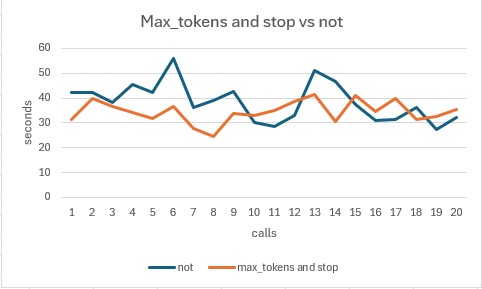 Max_tokens and stop vs not
60
50
40
30
20
10
0
seconds
1 2 3 4 5 6 7 8 9 10 11 12 13 14 15 16 17 18 19 20
calls
not max_tokens and stop